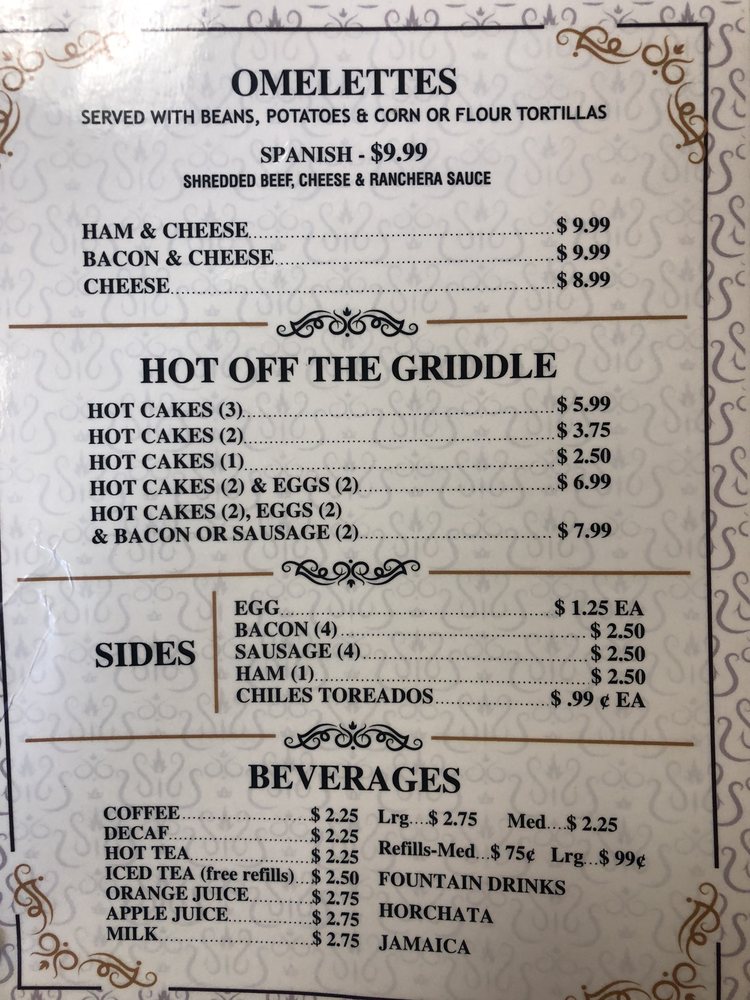 OMELETTES
SERVED WITH BEANS, POTATOES & CORN OR FLOUR TORTILLAS
SPANISH - $9.99
SHREDDED BEEF, CHEESE & RANCHERA SAUCE
HAM & CHEESE $ 9.99
BACON & CHEESE $ 9.99
CHEESE $ 8.99
HOT OFF THE GRIDDLE
HOT CAKES (3) $ 5.99
HOT CAKES (2) $ 3.75
HOT CAKES (1) $ 2.50
HOT CAKES (2) & EGGS (2) $ 6.99
HOT CAKES (2), EGGS (2)
& BACON OR SAUSAGE (2) $ 7.99
SIDES
EGG $ 1.25 EA
BACON (4) $ 2.50
SAUSAGE (4) $ 2.50
HAM (1) $ 2.50
CHILES TOREADOS $ .99 ¢ EA
BEVERAGES
COFFEE $ 2.25
DECAF $ 2.25
HOT TEA $ 2.25
ICED TEA (free refills) $ 2.50
ORANGE JUICE $ 2.75
APPLE JUICE $ 2.75
MILK $ 2.75
Lrg $ 2.75 Med $ 2.25
Refills-Med $ 75¢ Lrg $ 99¢
FOUNTAIN DRINKS
HORCHATA
JAMAICA